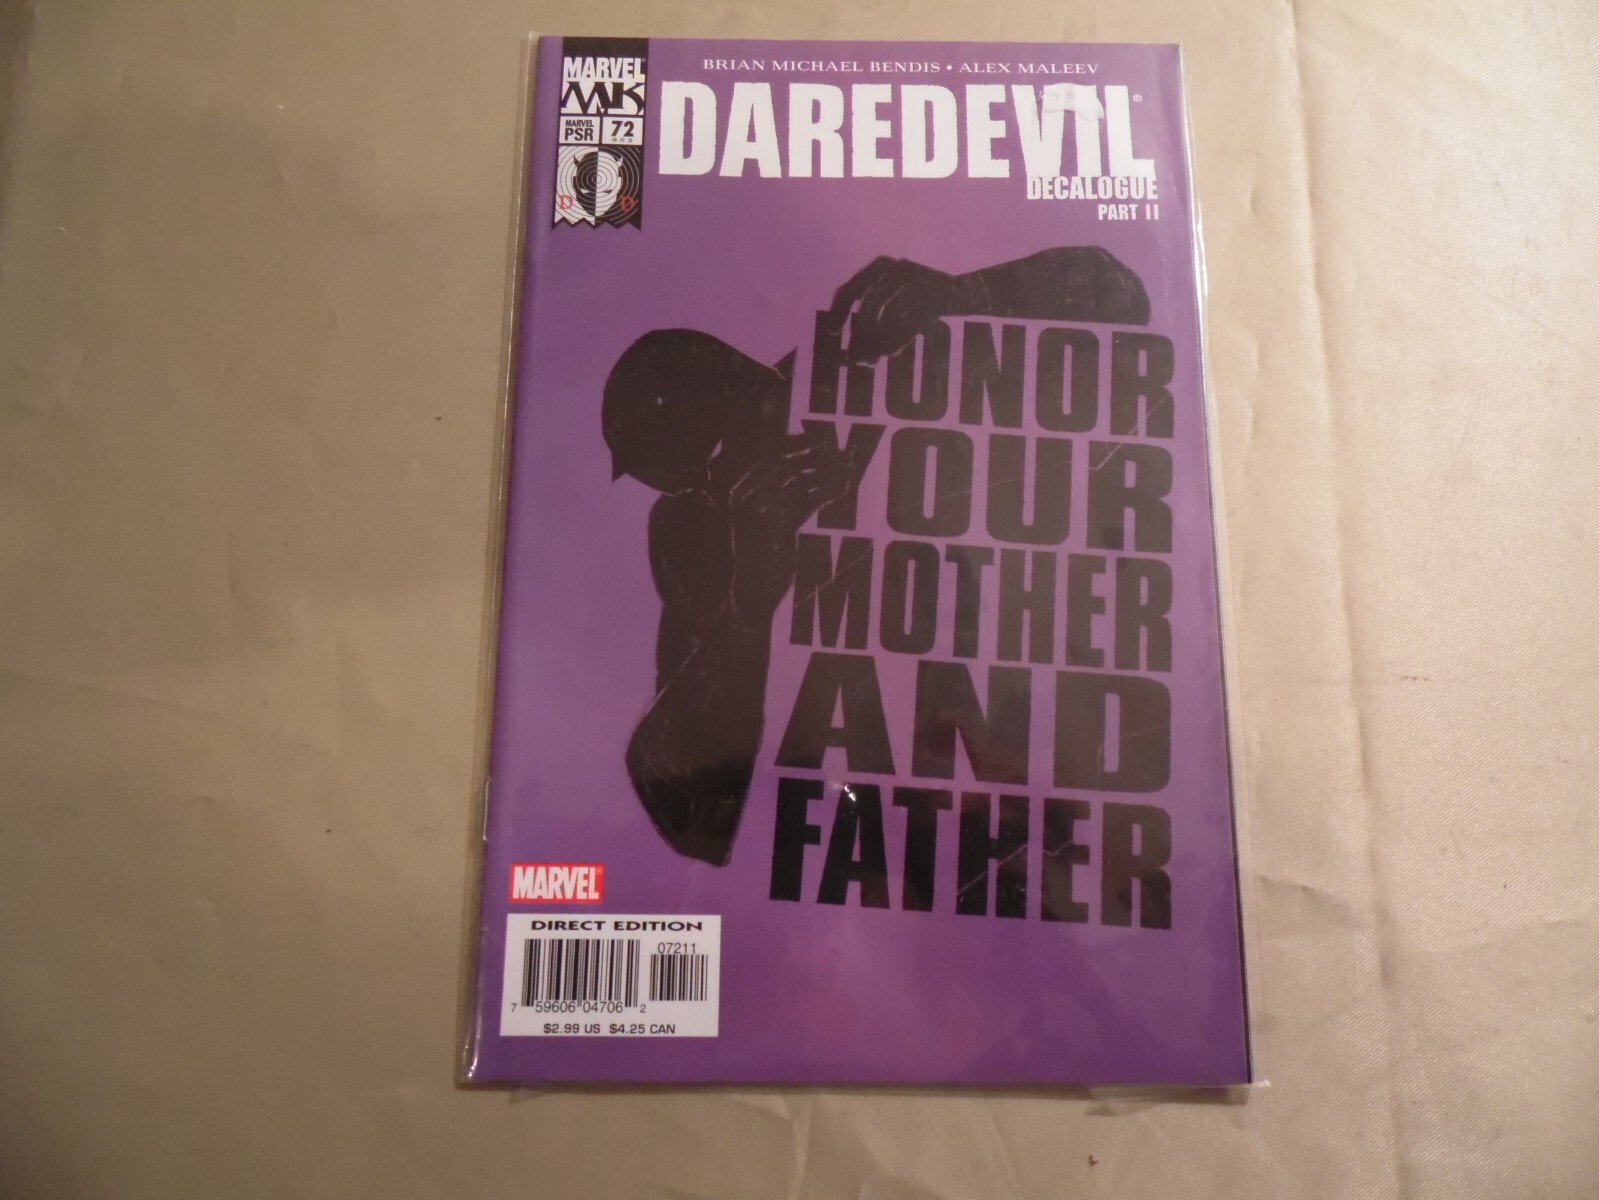 BRIAN MICHAEL BENDIS • ALEX MALEEV
MARVEL
MK
MARVEL
PSR
72
DAREDEVIL®
DECALOGUE
PART II
D D
HONOR
YOUR
MOTHER
AND
FATHER
MARVEL
DIRECT EDITION
07211
7 59606 04706 2
$2.99 US $4.25 CAN